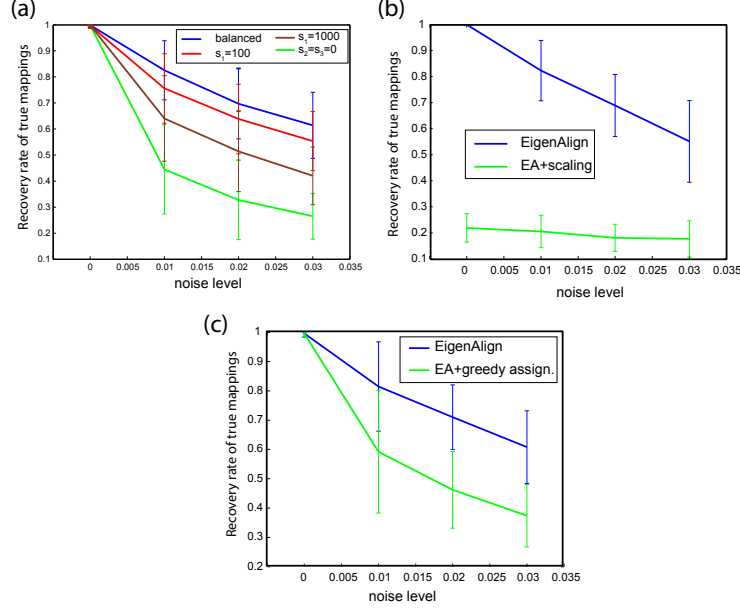 (a)
balanced
s1=1000
s1=100
s2=s3=0
Recovery rate of true mappings
1
0.9
0.8
0.7
0.6
0.5
0.4
0.3
0.2
0.1
0 0.005 0.01 0.015 0.02 0.025 0.03 0.035
noise level
(b)
EigenAlign
EA+scaling
Recovery rate of true mappings
1
0.9
0.8
0.7
0.6
0.5
0.4
0.3
0.2
0.1
0 0.005 0.01 0.015 0.02 0.025 0.03 0.035
noise level
(c)
EigenAlign
EA+greedy assign.
Recovery rate of true mappings
1
0.9
0.8
0.7
0.6
0.5
0.4
0.3
0.2
0 0.005 0.01 0.015 0.02 0.025 0.03 0.035
noise level